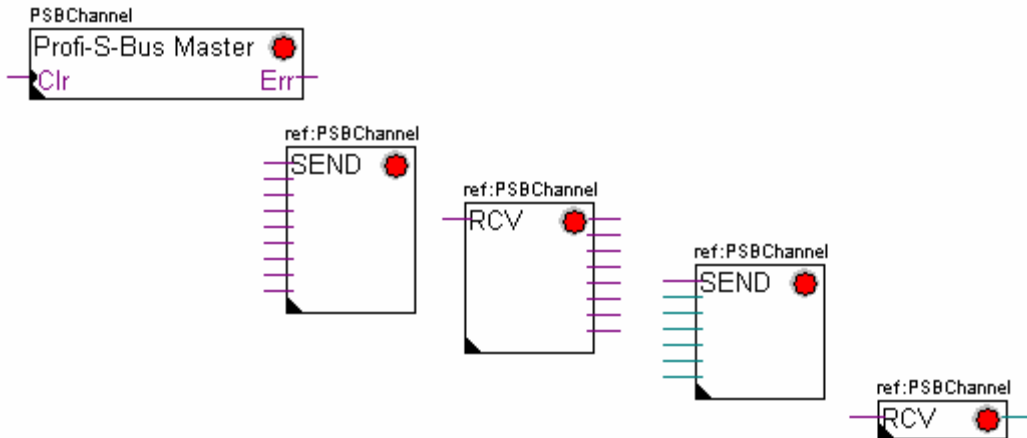 PSBChannel
Profi-S-Bus Master
Clr Err
ref:PSBChannel
SEND
ref:PSBChannel
RCV
ref:PSBChannel
SEND
ref:PSBChannel
RCV